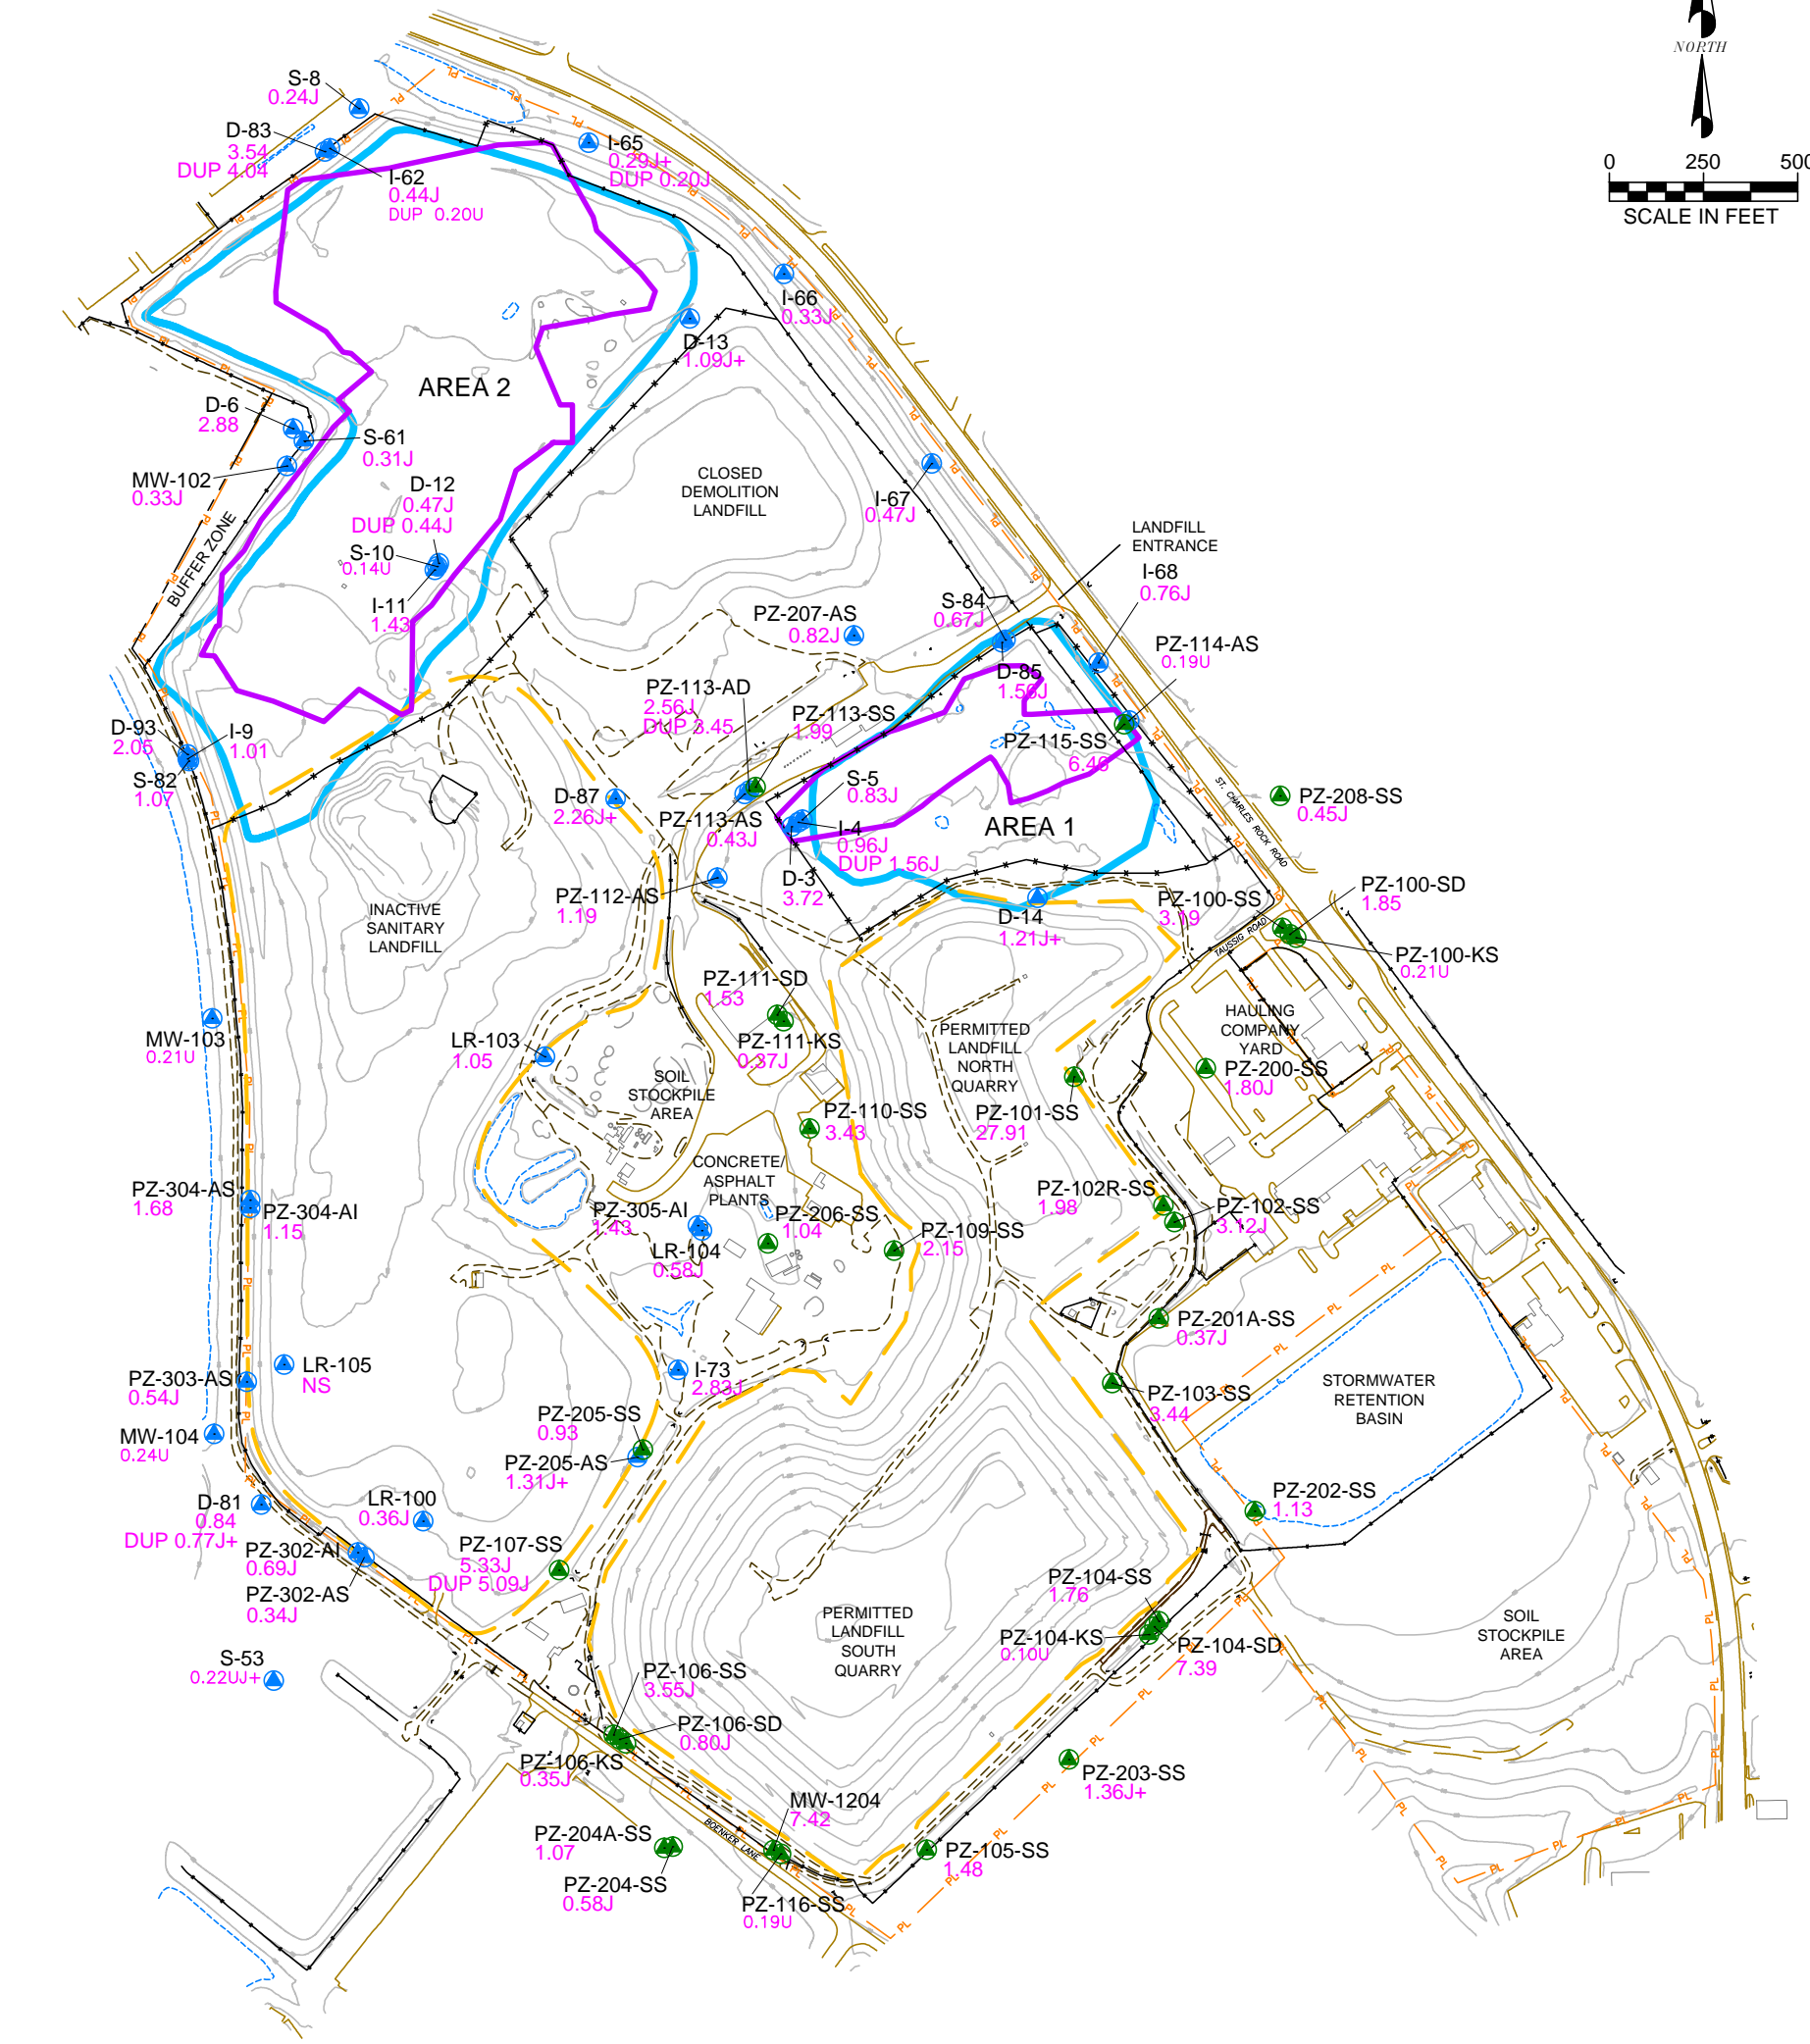 NORTH
0 250 500
SCALE IN FEET
S-8
0.24J
D-83
3.54
DUP 4.04
I-62
0.44J
DUP 0.20U
I-65
0.29J+
DUP 0.20J
I-66
0.33J
D-13
1.09J+
AREA 2
D-6
2.88
S-61
0.31J
MW-102
0.33J
D-12
0.47J
DUP 0.44J
S-10
0.14U
I-11
1.43
BUFFER ZONE
CLOSED
DEMOLITION
LANDFILL
I-67
0.47J
LANDFILL
ENTRANCE
I-68
0.76J
S-84
0.67J
PZ-207-AS
0.82J
PZ-114-AS
0.19U
D-85
1.56J
PZ-113-AD
2.56J
DUP 3.45
PZ-113-SS
1.99
PZ-115-SS
6.46
D-93
2.05
I-9
1.01
S-82
1.07
D-87
2.26J+
PZ-113-AS
0.43J
S-5
0.83J
I-4
0.96J
DUP 1.56J
AREA 1
D-3
3.72
ST. CHARLES ROCK ROAD
PZ-208-SS
0.45J
PZ-112-AS
1.19
D-14
1.21J+
PZ-100-SS
3.19
PZ-100-SD
1.85
TAUSSIG ROAD
PZ-100-KS
0.21U
INACTIVE
SANITARY
LANDFILL
PZ-111-SD
1.53
PZ-111-KS
0.37J
MW-103
0.21U
LR-103
1.05
SOIL
STOCKPILE
AREA
PERMITTED
LANDFILL
NORTH
QUARRY
HAULING
COMPANY
YARD
PZ-200-SS
1.80J
PZ-101-SS
27.91
PZ-110-SS
3.43
CONCRETE/
ASPHALT
PLANTS
PZ-304-AS
1.68
PZ-304-AI
1.15
PZ-305-AI
1.43
LR-104
0.58J
PZ-206-SS
1.04
PZ-109-SS
2.15
PZ-102R-SS
1.98
PZ-102-SS
3.12J
PZ-201A-SS
0.37J
PZ-303-AS
0.54J
LR-105
NS
I-73
2.83J
PZ-103-SS
3.44
STORMWATER
RETENTION
BASIN
MW-104
0.24U
PZ-205-SS
0.93
PZ-205-AS
1.31J+
D-81
0.84
DUP 0.77J+
LR-100
0.36J
PZ-202-SS
1.13
PZ-302-AI
0.69J
PZ-302-AS
0.34J
PZ-107-SS
5.33J
DUP 5.09J
PZ-104-SS
1.76
PZ-104-KS
0.10U
PZ-104-SD
7.39
PERMITTED
LANDFILL
SOUTH
QUARRY
SOIL
STOCKPILE
AREA
S-53
0.22UJ+
PZ-106-SS
3.55J
PZ-106-SD
0.80J
PZ-106-KS
0.35J
PZ-203-SS
1.36J+
MW-1204
7.42
BOENKER LANE
PZ-204A-SS
1.07
PZ-204-SS
0.58J
PZ-105-SS
1.48
PZ-116-SS
0.19U